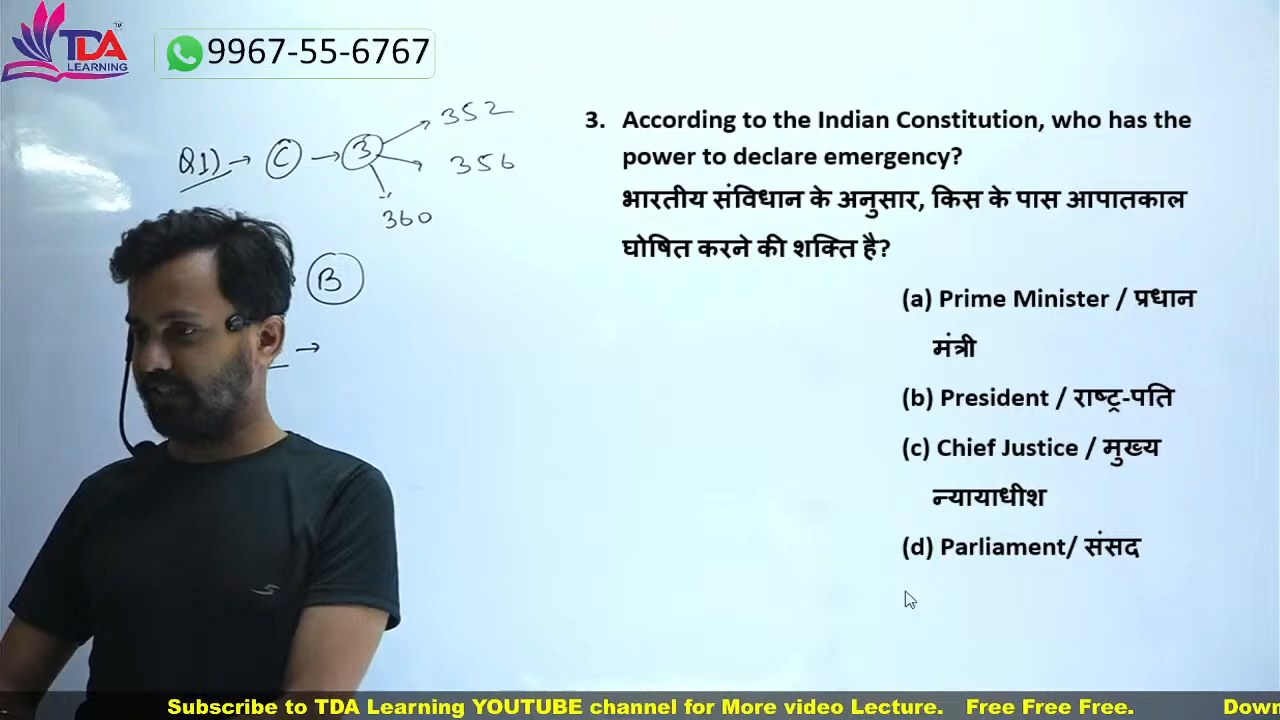 TDA
LEARNING
9967-55-6767
Q1) → C → 3 → 352
356
360
B
→
3. According to the Indian Constitution, who has the
power to declare emergency?
भारतीय संविधान के अनुसार, किस के पास आपातकाल
घोषित करने की शक्ति है?
(a) Prime Minister / प्रधान
मंत्री
(b) President / राष्ट्र-पति
(c) Chief Justice / मुख्य
न्यायाधीश
(d) Parliament/ संसद
Subscribe to TDA Learning YOUTUBE channel for More video Lecture. Free Free Free. Down